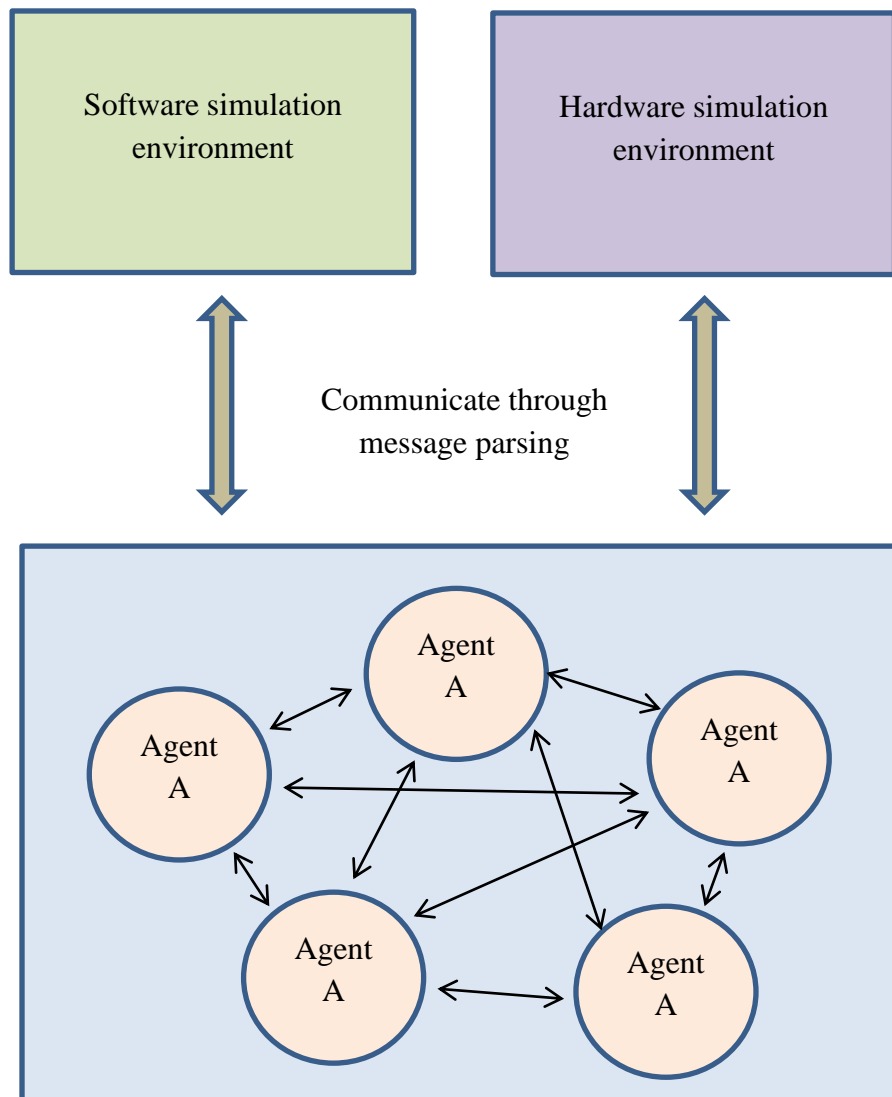 Software simulation
environment
Hardware simulation
environment
Communicate through
message parsing
Agent
A
Agent
A
Agent
A
Agent
A
Agent
A